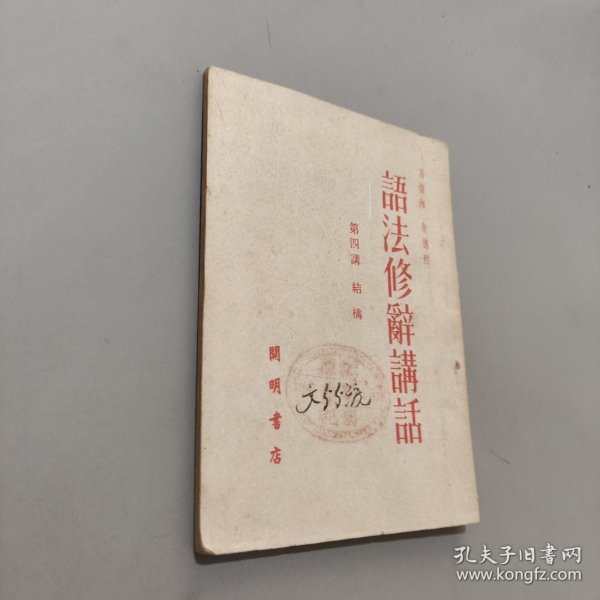 呂叔湘 朱德熙
語法修辭講話
第四講 結構
開明書店
文55號
孔夫子旧书网
www.kongfz.com